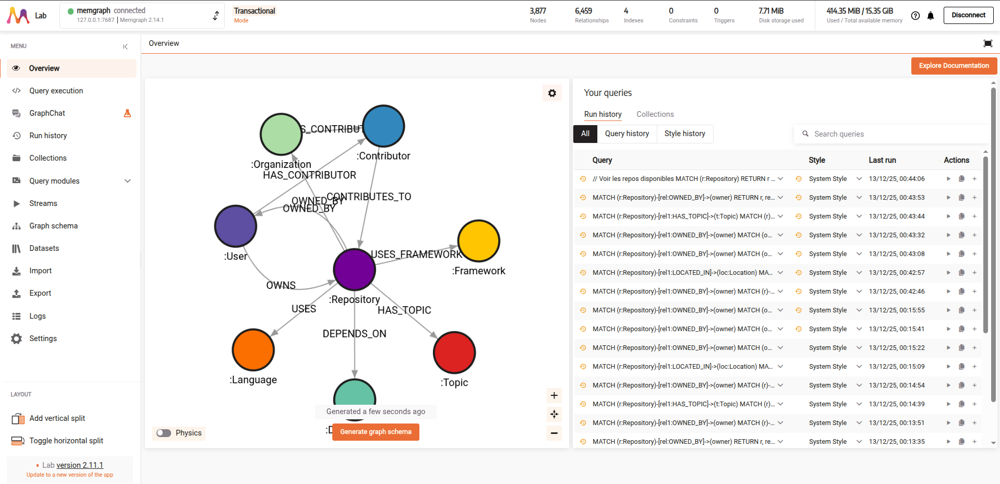 Lab
memgraph connected
127.0.0.1:7687 | Memgraph 2.14.1
Transactional
Mode
3,877
Nodes
6,459
Relationships
4
Indexes
0
Constraints
0
Triggers
7.71 MiB
Disk storage used
414.35 MiB / 15.35 GiB
Used / Total available memory
Disconnect
MENU
Overview
Query execution
GraphChat
Run history
Collections
Query modules
Streams
Graph schema
Datasets
Import
Export
Logs
Settings
LAYOUT
Add vertical split
Toggle horizontal split
Lab version 2.11.1
Update to a new version of the app
Overview
Explore Documentation
S_CONTRIBUT
:Organization
:Contributor
HAS_CONTRIBUTOR
OWNED_BY
CONTRIBUTES_TO
OWNED_BY
:User
USES_FRAMEWORK
:Framework
OWNS
:Repository
USES
HAS_TOPIC
DEPENDS_ON
:Language
:Topic
Generated a few seconds ago
:D
Generate graph schema
Physics
Your queries
Run history
Collections
All
Query history
Style history
Search queries
Query Style Last run Actions
// Voir les repos disponibles MATCH (r:Repository) RETURN r ... System Style 13/12/25, 00:44:06
MATCH (r:Repository)-[rel:OWNED_BY]->(owner) RETURN r, re... System Style 13/12/25, 00:43:53
MATCH (r:Repository)-[rel1:HAS_TOPIC]->(t:Topic) MATCH (r)... System Style 13/12/25, 00:43:44
MATCH (r:Repository)-[rel1:OWNED_BY]->(owner) MATCH (o... System Style 13/12/25, 00:43:32
MATCH (r:Repository)-[rel1:OWNED_BY]->(owner) MATCH (o... System Style 13/12/25, 00:43:08
MATCH (r:Repository)-[rel1:LOCATED_IN]->(loc:Location) MA... System Style 13/12/25, 00:42:57
MATCH (r:Repository)-[rel1:OWNED_BY]->(owner) MATCH (r)-... System Style 13/12/25, 00:42:46
MATCH (r:Repository)-[rel1:OWNED_BY]->(owner) MATCH (o... System Style 13/12/25, 00:15:55
MATCH (r:Repository)-[rel1:OWNED_BY]->(owner) MATCH (o... System Style 13/12/25, 00:15:41
MATCH (r:Repository)-[rel1:OWNED_BY]->(owner) MATCH (o... System Style 13/12/25, 00:15:22
MATCH (r:Repository)-[rel1:LOCATED_IN]->(loc:Location) MA... System Style 13/12/25, 00:15:09
MATCH (r:Repository)-[rel1:OWNED_BY]->(owner) MATCH (r)-... System Style 13/12/25, 00:14:54
MATCH (r:Repository)-[rel1:HAS_TOPIC]->(t:Topic) MATCH (r)... System Style 13/12/25, 00:14:39
MATCH (r:Repository)-[rel1:OWNED_BY]->(owner) MATCH (r)-... System Style 13/12/25, 00:13:51
MATCH (r:Repository)-[rel:OWNED_BY]->(owner) RETURN r, re... System Style 13/12/25, 00:13:35